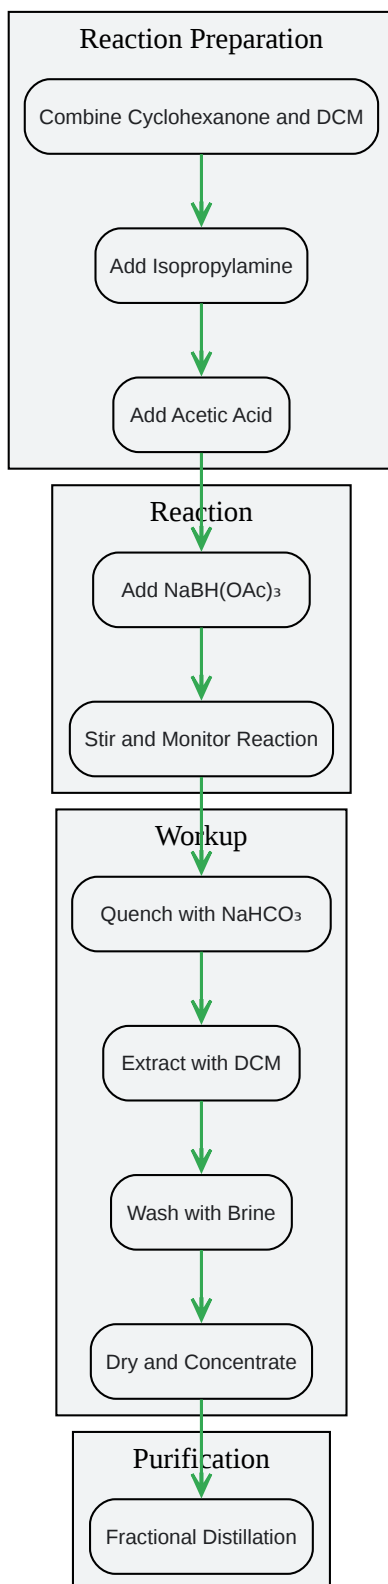 Reaction Preparation
Combine Cyclohexanone and DCM
Add Isopropylamine
Add Acetic Acid
Reaction
Add NaBH(OAc)₃
Stir and Monitor Reaction
Workup
Quench with NaHCO₃
Extract with DCM
Wash with Brine
Dry and Concentrate
Purification
Fractional Distillation